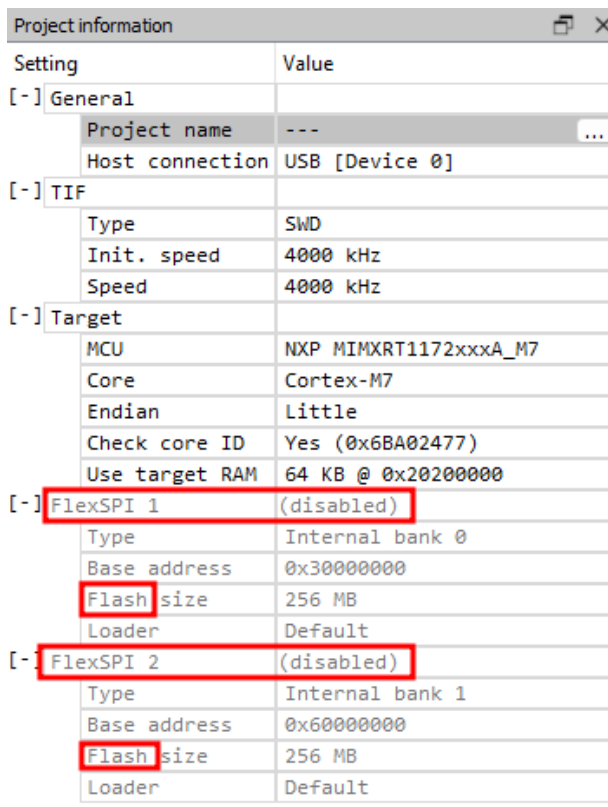 Project information
Setting Value
[-] General
Project name --- ...
Host connection USB [Device 0]
[-] TIF
Type SWD
Init. speed 4000 kHz
Speed 4000 kHz
[-] Target
MCU NXP MIMXRT1172xxxA_M7
Core Cortex-M7
Endian Little
Check core ID Yes (0x6BA02477)
Use target RAM 64 KB @ 0x20200000
[-] FlexSPI 1 (disabled)
Type Internal bank 0
Base address 0x30000000
Flash size 256 MB
Loader Default
[-] FlexSPI 2 (disabled)
Type Internal bank 1
Base address 0x60000000
Flash size 256 MB
Loader Default